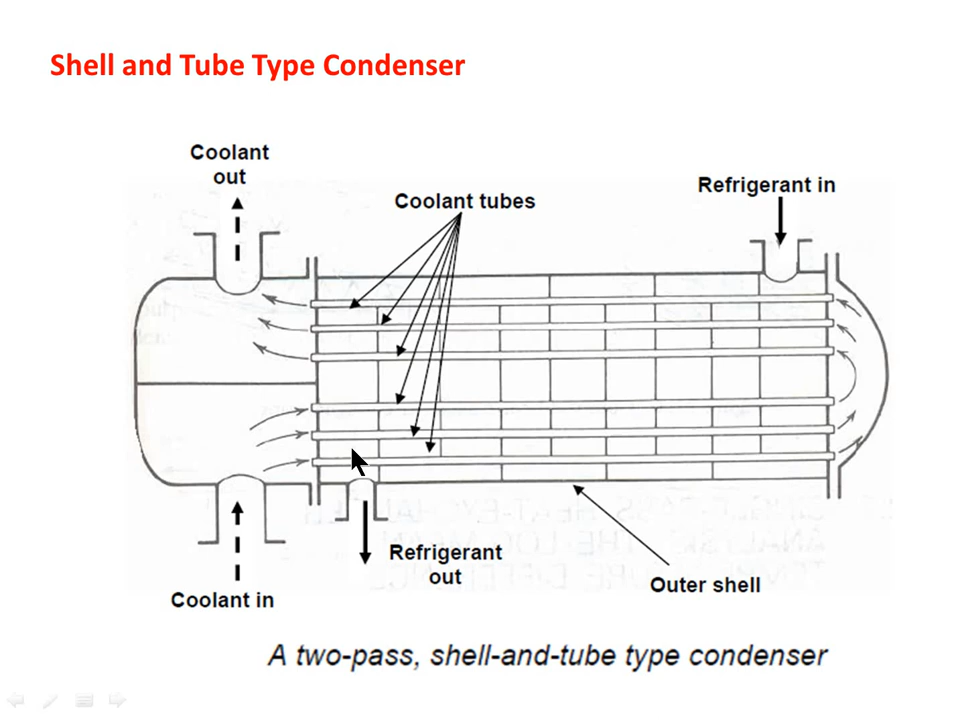 Shell and Tube Type Condenser
Coolant
out
Refrigerant in
Coolant tubes
Refrigerant
out
Outer shell
Coolant in
A two-pass, shell-and-tube type condenser